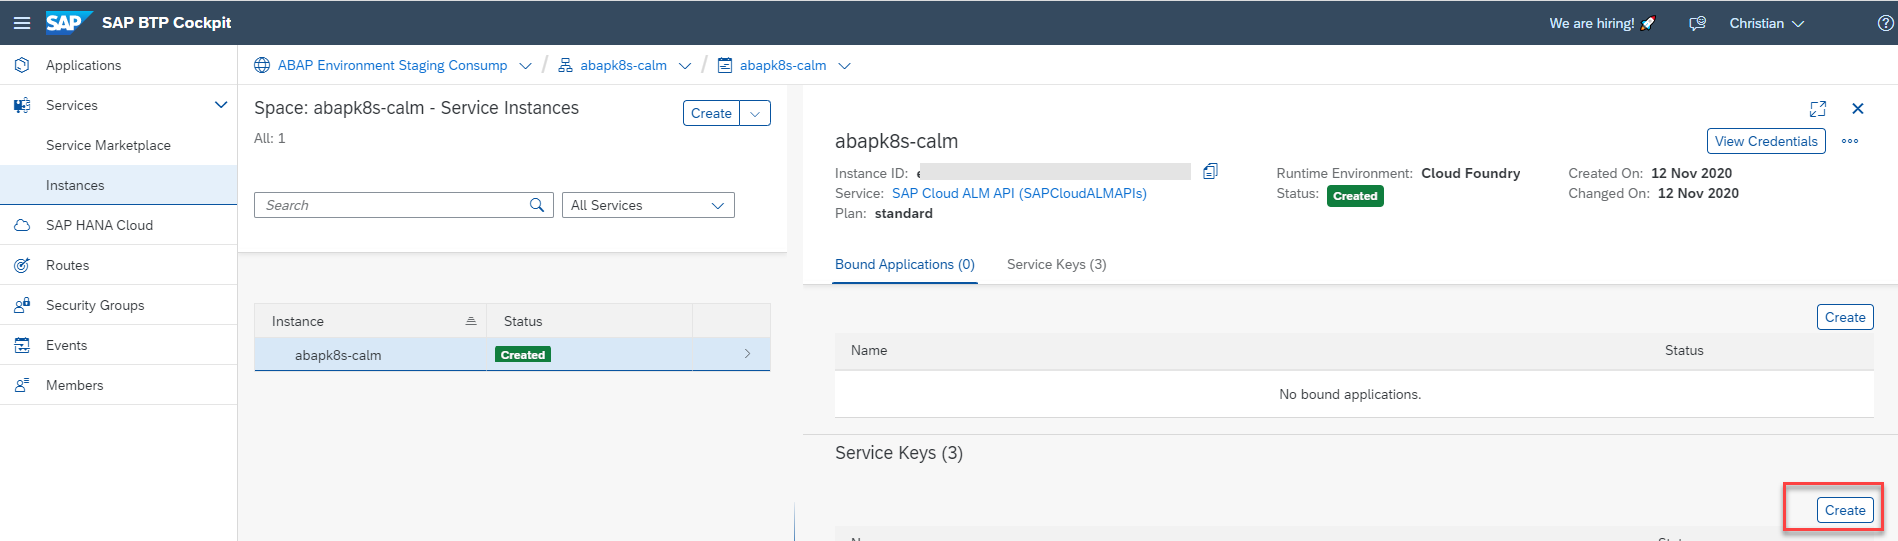 SAP SAP BTP Cockpit
We are hiring! 🚀 Christian
Applications
Services
Service Marketplace
Instances
SAP HANA Cloud
Routes
Security Groups
Events
Members
ABAP Environment Staging Consump / abapk8s-calm / abapk8s-calm
Space: abapk8s-calm - Service Instances
Create
All: 1
Search
All Services
Instance Status
abapk8s-calm Created
abapk8s-calm
View Credentials
Instance ID:
Service: SAP Cloud ALM API (SAPCloudALMAPIs)
Plan: standard
Runtime Environment: Cloud Foundry
Status: Created
Created On: 12 Nov 2020
Changed On: 12 Nov 2020
Bound Applications (0) Service Keys (3)
Create
Name Status
No bound applications.
Service Keys (3)
Create